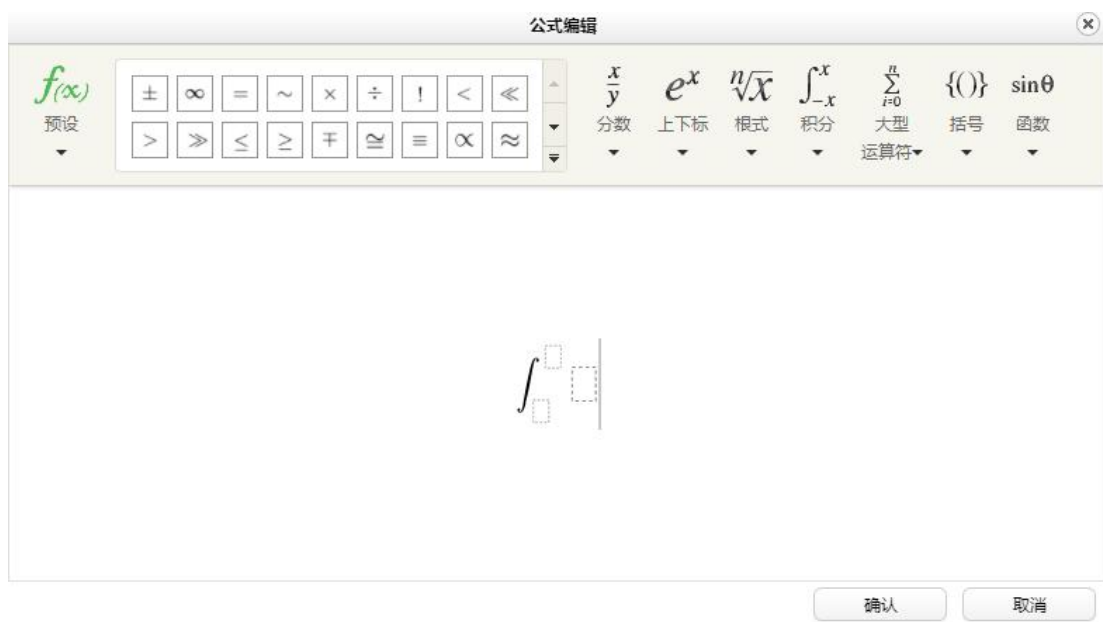 公式编辑
f(x) ± ∞ = ~ × ÷ ! < ≪ x/y eˣ ⁿ√x ∫ˣ₋ₓ ⁿ∑ᵢ₌₀ {()} sinθ
预设 > ≫ ≤ ≥ ∓ ≅ ≡ ∝ ≈ 分数 上下标 根式 积分 大型 括号 函数
运算符
∫
确认 取消